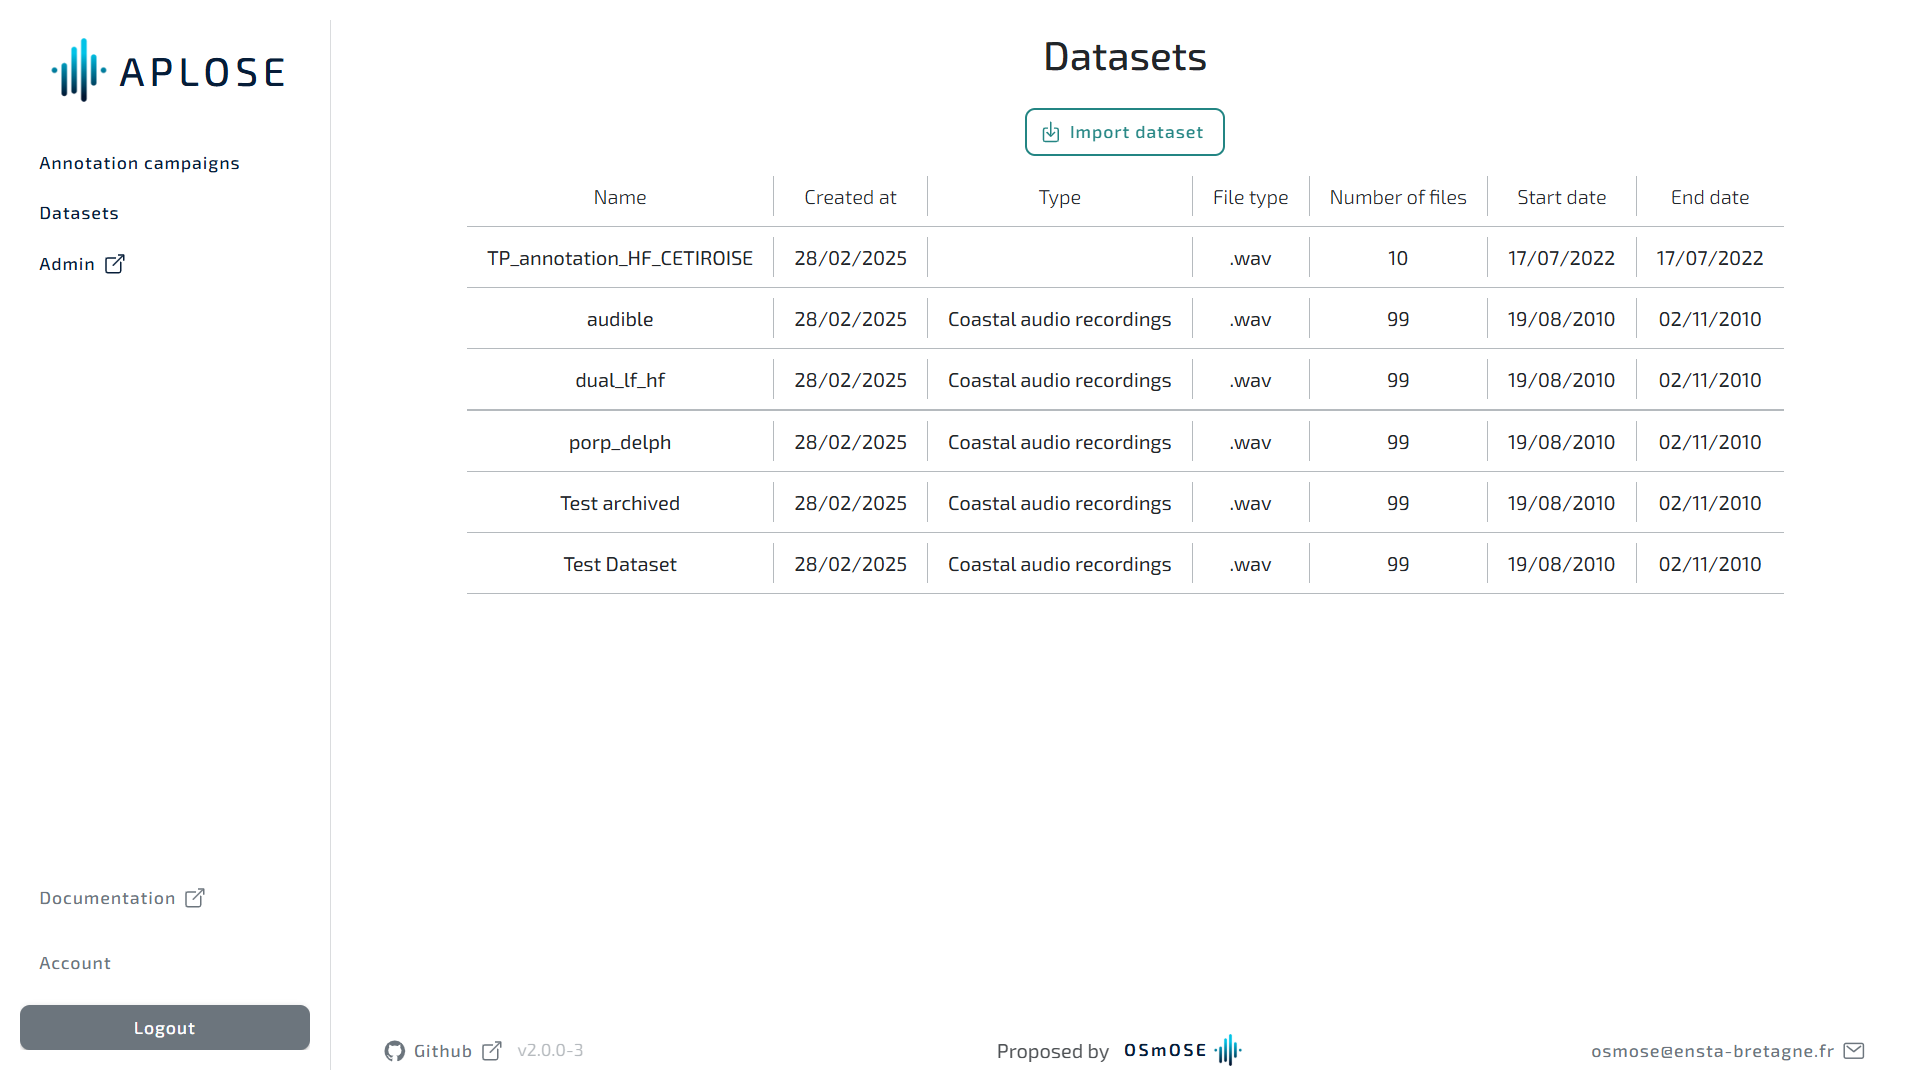 APLOSE
Annotation campaigns
Datasets
Admin
Documentation
Account
Logout
Datasets
Import dataset
Name Created at Type File type Number of files Start date End date
TP_annotation_HF_CETIROISE 28/02/2025 .wav 10 17/07/2022 17/07/2022
audible 28/02/2025 Coastal audio recordings .wav 99 19/08/2010 02/11/2010
dual_lf_hf 28/02/2025 Coastal audio recordings .wav 99 19/08/2010 02/11/2010
porp_delph 28/02/2025 Coastal audio recordings .wav 99 19/08/2010 02/11/2010
Test archived 28/02/2025 Coastal audio recordings .wav 99 19/08/2010 02/11/2010
Test Dataset 28/02/2025 Coastal audio recordings .wav 99 19/08/2010 02/11/2010
Github v2.0.0-3 Proposed by OSmOSE osmose@ensta-bretagne.fr